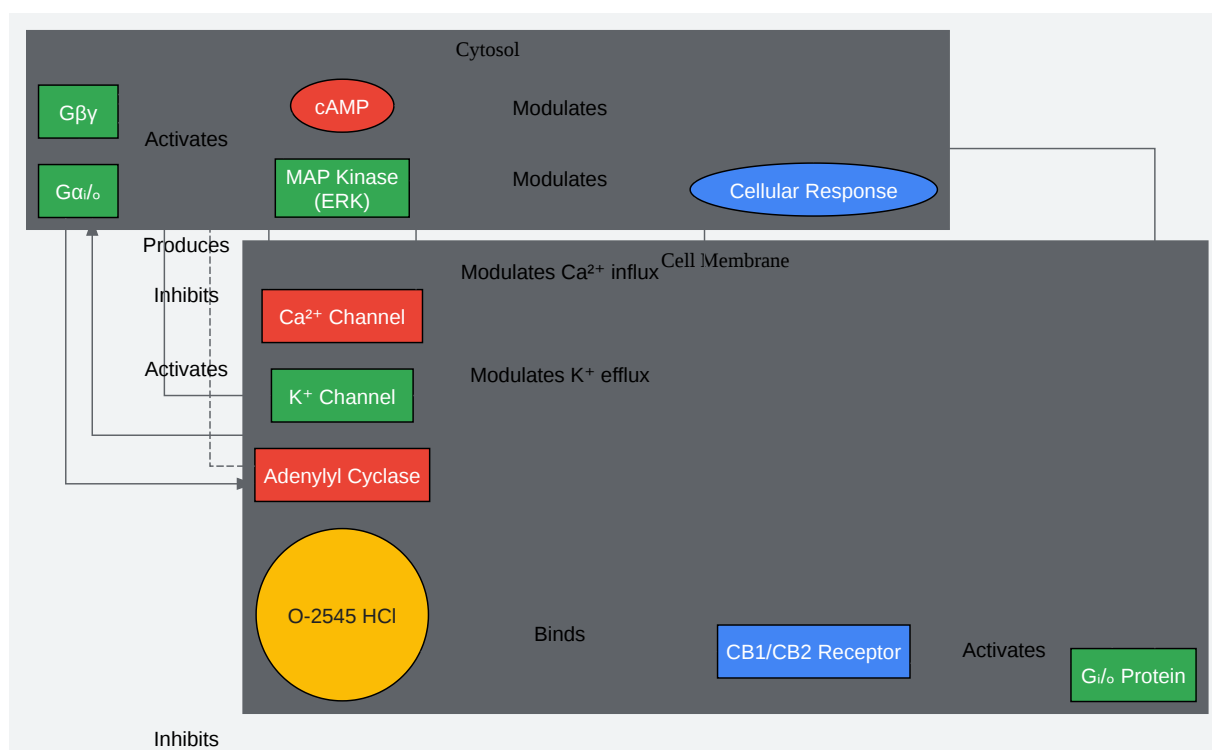 Cytosol
Gβγ
cAMP
Modulates
Activates
Gαᵢ/ₒ
MAP Kinase
(ERK)
Modulates
Cellular Response
Produces
Cell Membrane
Modulates Ca²⁺ influx
Inhibits
Ca²⁺ Channel
Activates
Modulates K⁺ efflux
K⁺ Channel
Adenylyl Cyclase
O-2545 HCl
Binds
CB1/CB2 Receptor
Activates
Gᵢ/ₒ Protein
Inhibits